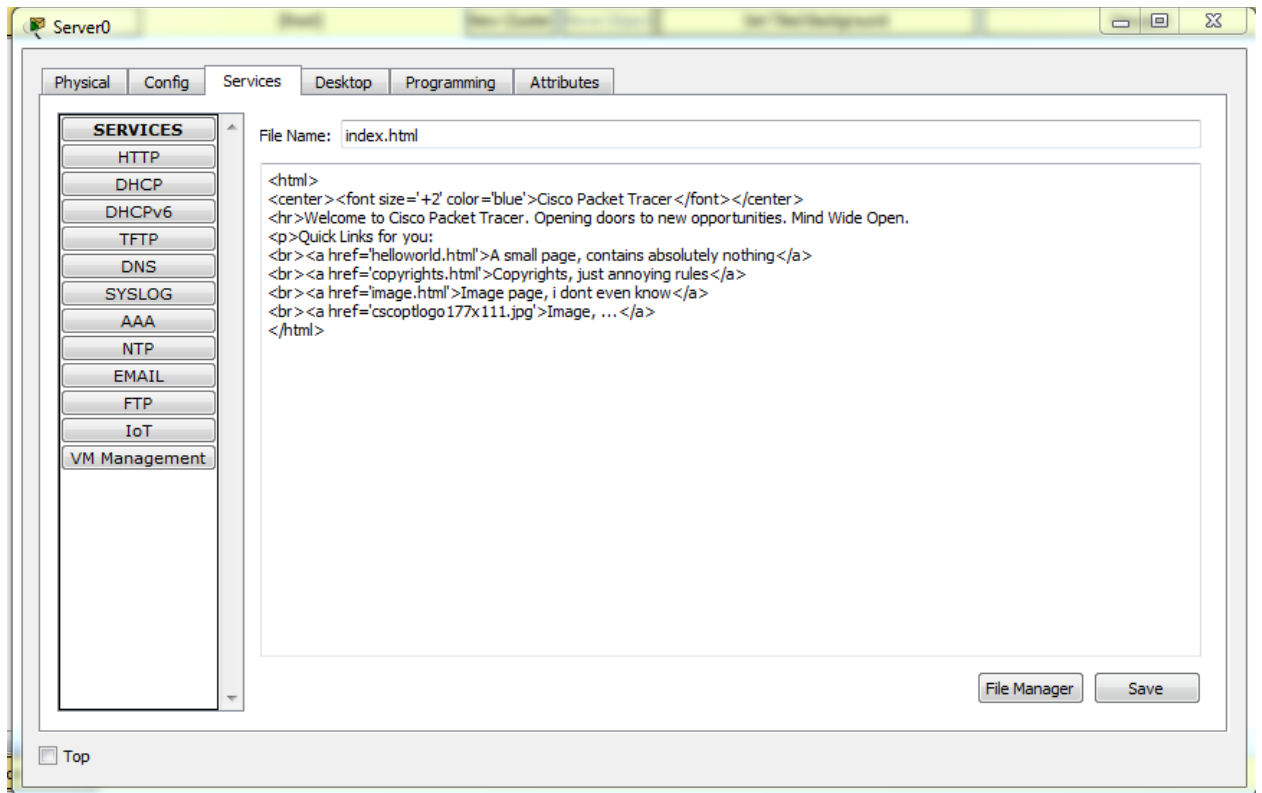 Server0
Physical Config Services Desktop Programming Attributes
SERVICES
HTTP
DHCP
DHCPv6
TFTP
DNS
SYSLOG
AAA
NTP
EMAIL
FTP
IoT
VM Management
File Name: index.html
<html>
<center><font size='+2' color='blue'>Cisco Packet Tracer</font></center>
<hr>Welcome to Cisco Packet Tracer. Opening doors to new opportunities. Mind Wide Open.
<p>Quick Links for you:
<br><a href='helloworld.html'>A small page, contains absolutely nothing</a>
<br><a href='copyrights.html'>Copyrights, just annoying rules</a>
<br><a href='image.html'>Image page, i dont even know</a>
<br><a href='cscoptlogo177x111.jpg'>Image, ...</a>
</html>
File Manager Save
Top